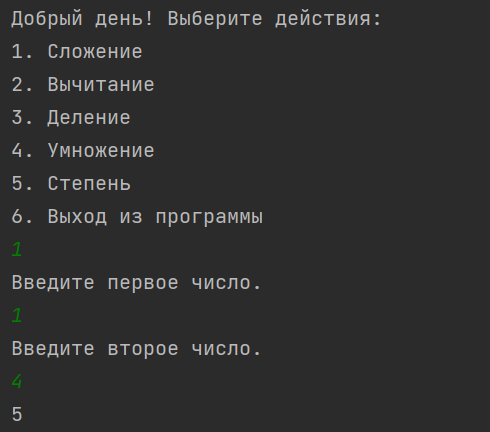 Добрый день! Выберите действия:
1. Сложение
2. Вычитание
3. Деление
4. Умножение
5. Степень
6. Выход из программы
1
Введите первое число.
1
Введите второе число.
4
5